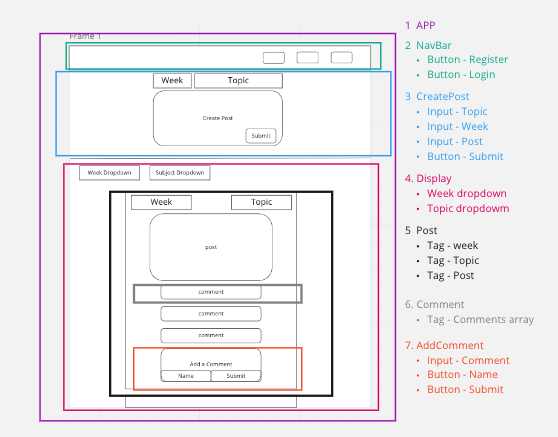 Frame 1
Week
Topic
Create Post
Submit
Week Dropdown
Subject Dropdown
Week
Topic
post
comment
comment
comment
Add a Comment
Name
Submit
1 APP
2 NavBar
• Button - Register
• Button - Login
3 CreatePost
• Input - Topic
• Input - Week
• Input - Post
• Button - Submit
4. Display
• Week dropdown
• Topic dropdowm
5 Post
• Tag - week
• Tag - Topic
• Tag - Post
6. Comment
• Tag - Comments array
7. AddComment
• Input - Comment
• Button - Name
• Button - Submit